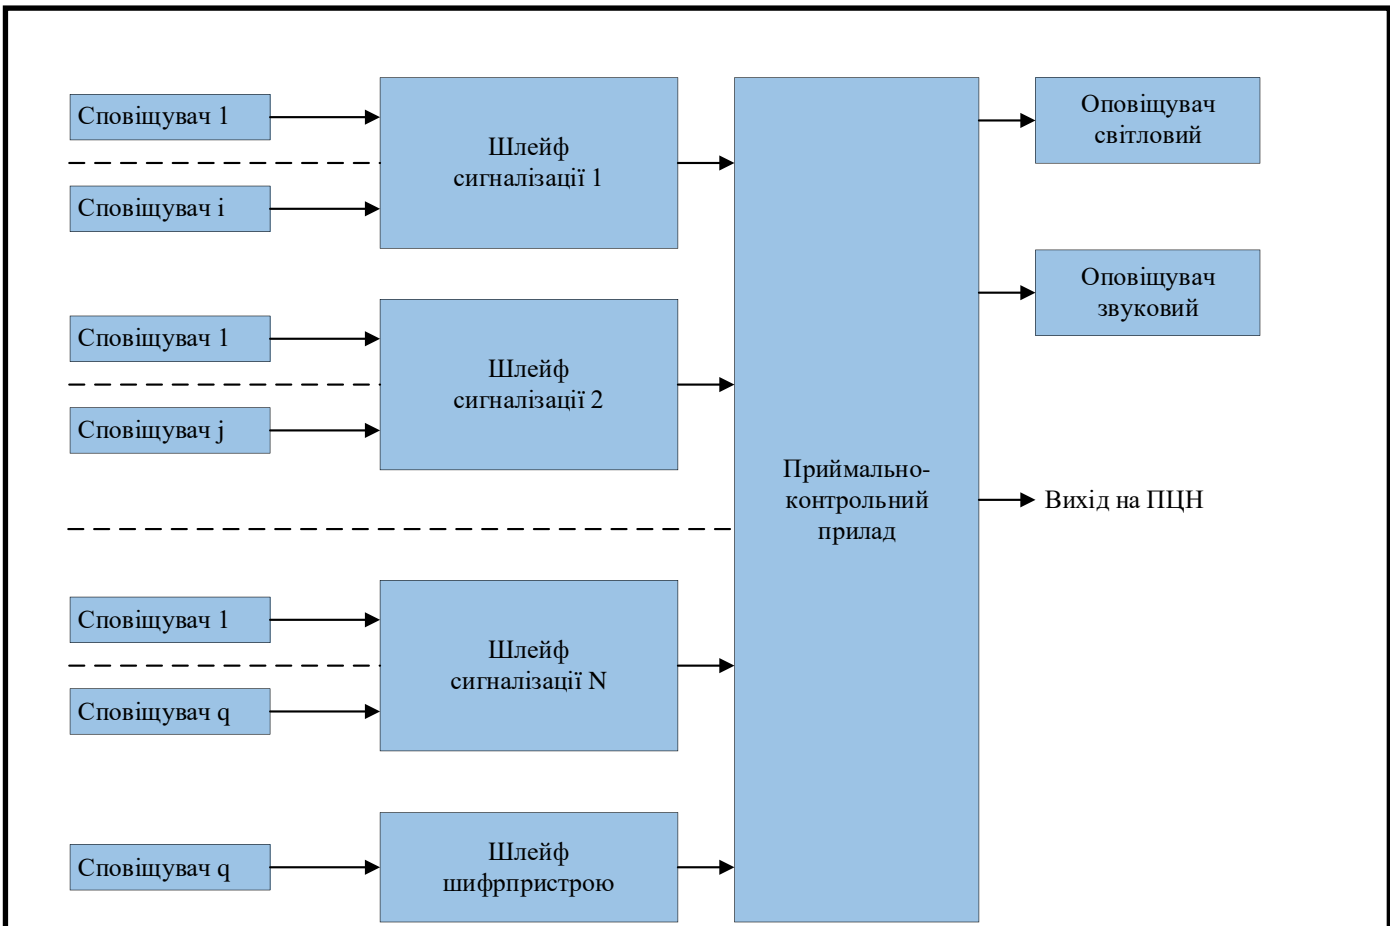 Сповіщувач 1
Сповіщувач i
Шлейф
сигналізації 1
Сповіщувач 1
Сповіщувач j
Шлейф
сигналізації 2
Сповіщувач 1
Сповіщувач q
Шлейф
сигналізації N
Сповіщувач q
Шлейф
шифрпристрою
Приймально-
контрольний
прилад
Оповіщувач
світловий
Оповіщувач
звуковий
Вихід на ПЦН